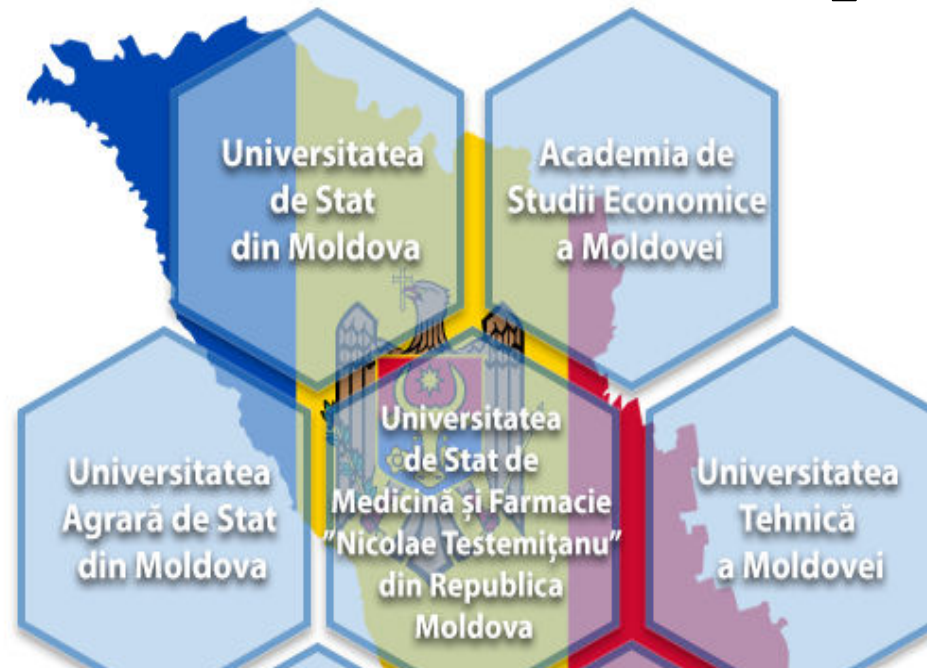 Universitatea
de Stat
din Moldova
Academia de
Studii Economice
a Moldovei
Universitatea
Agrară de Stat
din Moldova
Universitatea
de Stat de
Medicină și Farmacie
”Nicolae Testemițanu”
din Republica
Moldova
Universitatea
Tehnică
a Moldovei